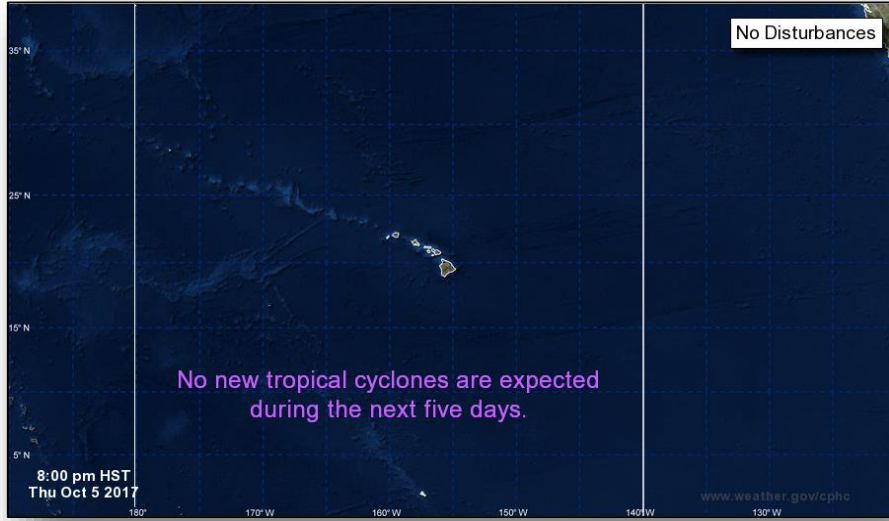 No Disturbances
35° N
25° N
15° N
No new tropical cyclones are expected
during the next five days.
5° N
8:00 pm HST
Thu Oct 5 2017
www.weather.gov/cphc
180°
170°W
160°W
150°W
140°W
130°W